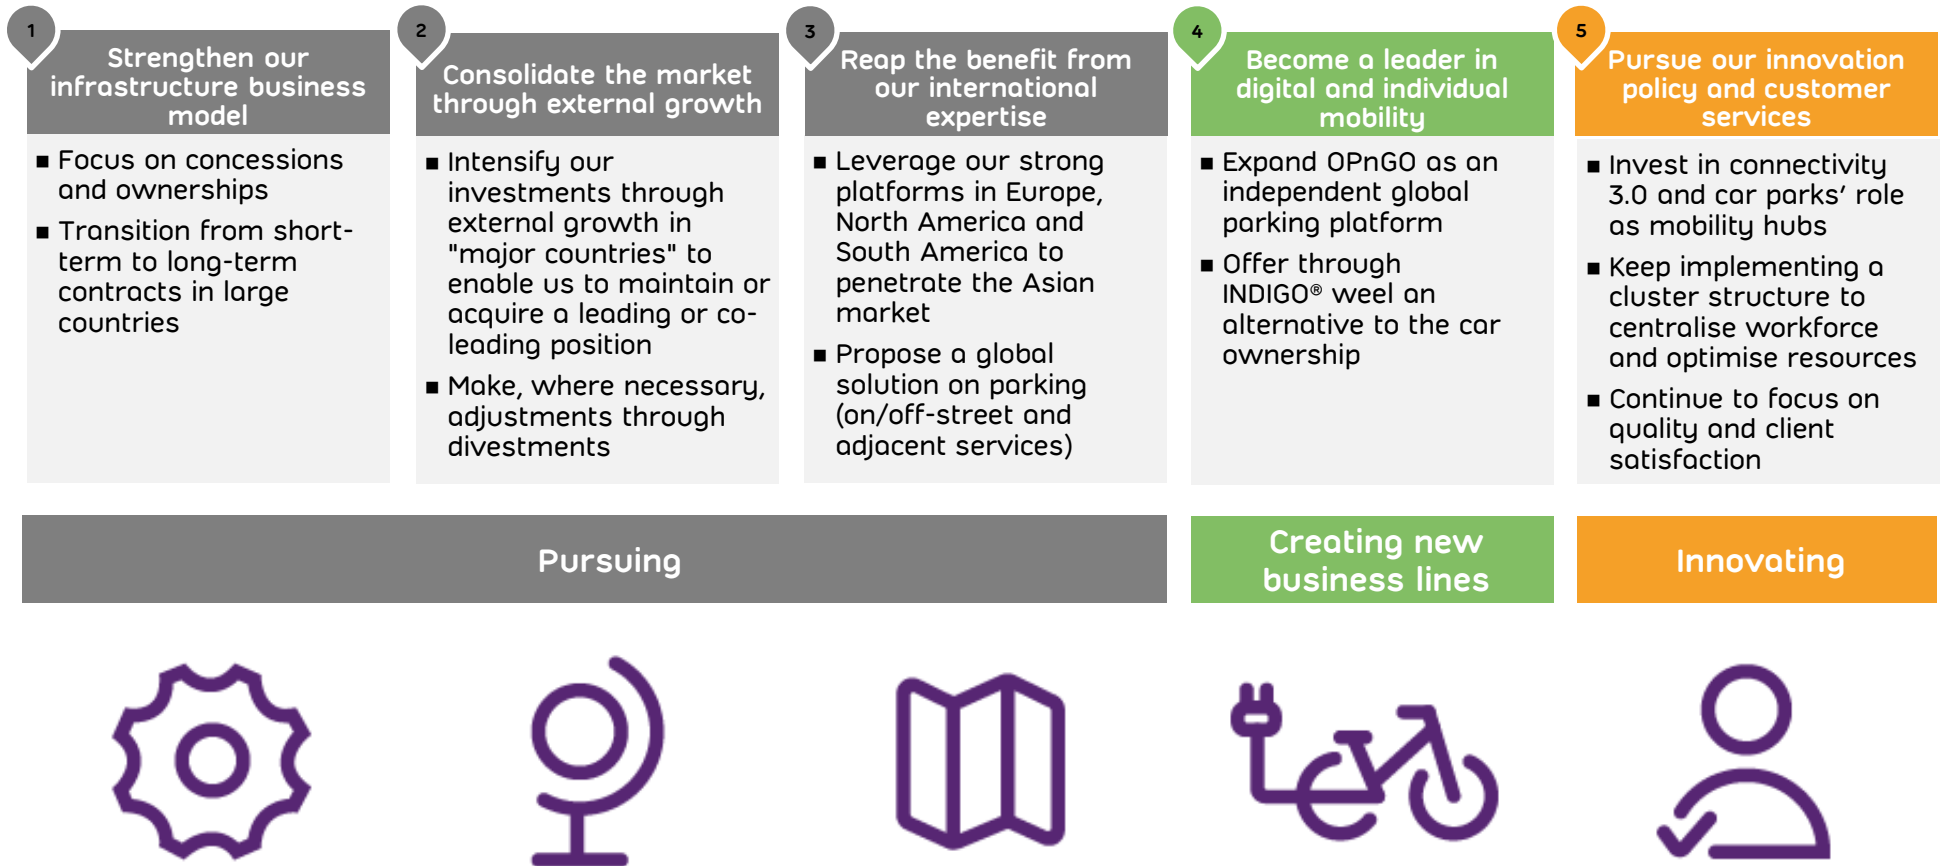 1
Strengthen our
infrastructure business
model
■ Focus on concessions
and ownerships
■ Transition from short-
term to long-term
contracts in large
countries
2
Consolidate the market
through external growth
■ Intensify our
investments through
external growth in
"major countries" to
enable us to maintain or
acquire a leading or co-
leading position
■ Make, where necessary,
adjustments through
divestments
3
Reap the benefit from
our international
expertise
■ Leverage our strong
platforms in Europe,
North America and
South America to
penetrate the Asian
market
■ Propose a global
solution on parking
(on/off-street and
adjacent services)
4
Become a leader in
digital and individual
mobility
■ Expand OPnGO as an
independent global
parking platform
■ Offer through
INDIGO® weel an
alternative to the car
ownership
5
Pursue our innovation
policy and customer
services
■ Invest in connectivity
3.0 and car parks’ role
as mobility hubs
■ Keep implementing a
cluster structure to
centralise workforce
and optimise resources
■ Continue to focus on
quality and client
satisfaction
Pursuing
Creating new
business lines
Innovating